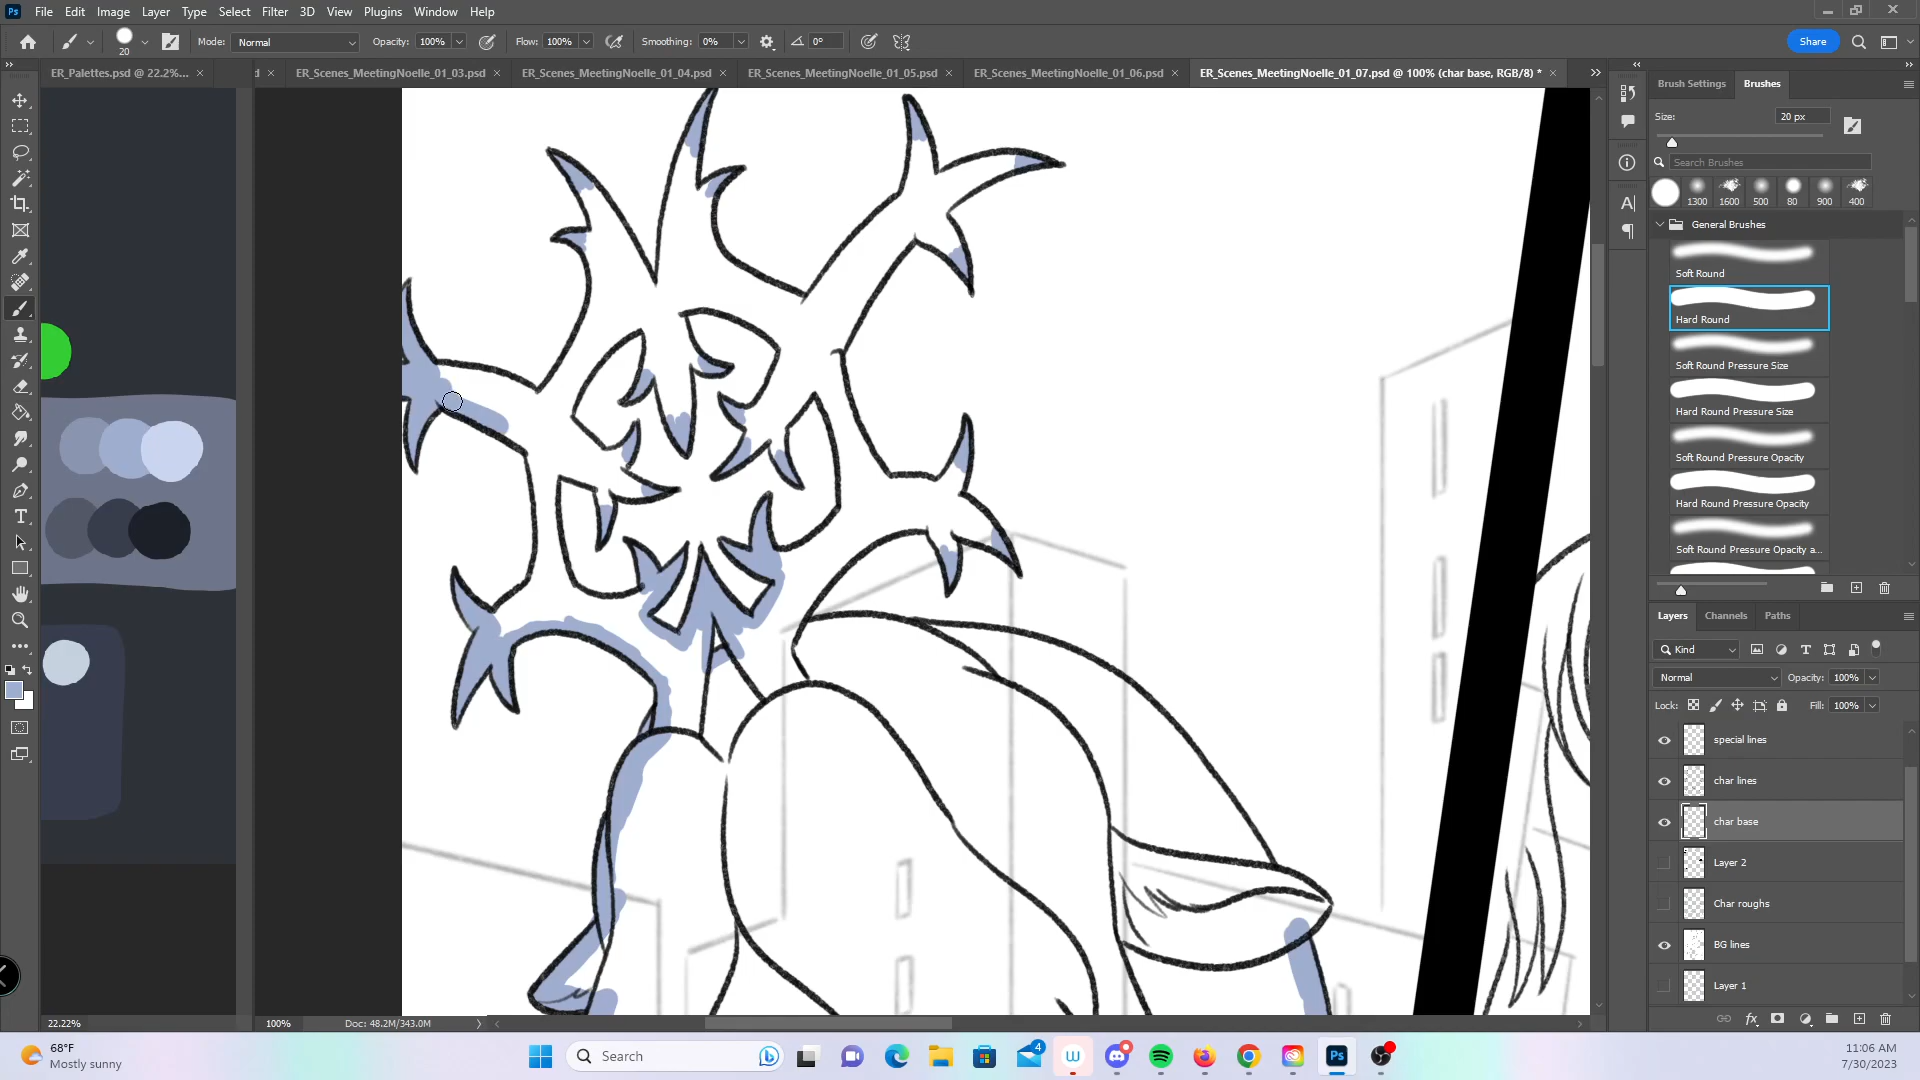 File Edit Image Layer Type Select Filter 3D View Plugins Window Help
20 Mode: Normal Opacity: 100% Flow: 100% Smoothing: 0% 0° Share
ER_Palettes.psd @ 22.2%...
d
ER_Scenes_MeetingNoelle_01_03.psd
ER_Scenes_MeetingNoelle_01_04.psd
ER_Scenes_MeetingNoelle_01_05.psd
ER_Scenes_MeetingNoelle_01_06.psd
ER_Scenes_MeetingNoelle_01_07.psd @ 100% (char base, RGB/8) *
Brush Settings Brushes
Size: 20 px
Search Brushes
1300 1600 500 80 900 400
General Brushes
Soft Round
Hard Round
Soft Round Pressure Size
Hard Round Pressure Size
Soft Round Pressure Opacity
Hard Round Pressure Opacity
Soft Round Pressure Opacity a...
Layers Channels Paths
Kind
Normal Opacity: 100%
Lock: Fill: 100%
special lines
char lines
char base
Layer 2
Char roughs
BG lines
Layer 1
22.22%
100% Doc: 48.2M/343.0M
68°F
Mostly sunny
Search
4
11:06 AM
7/30/2023